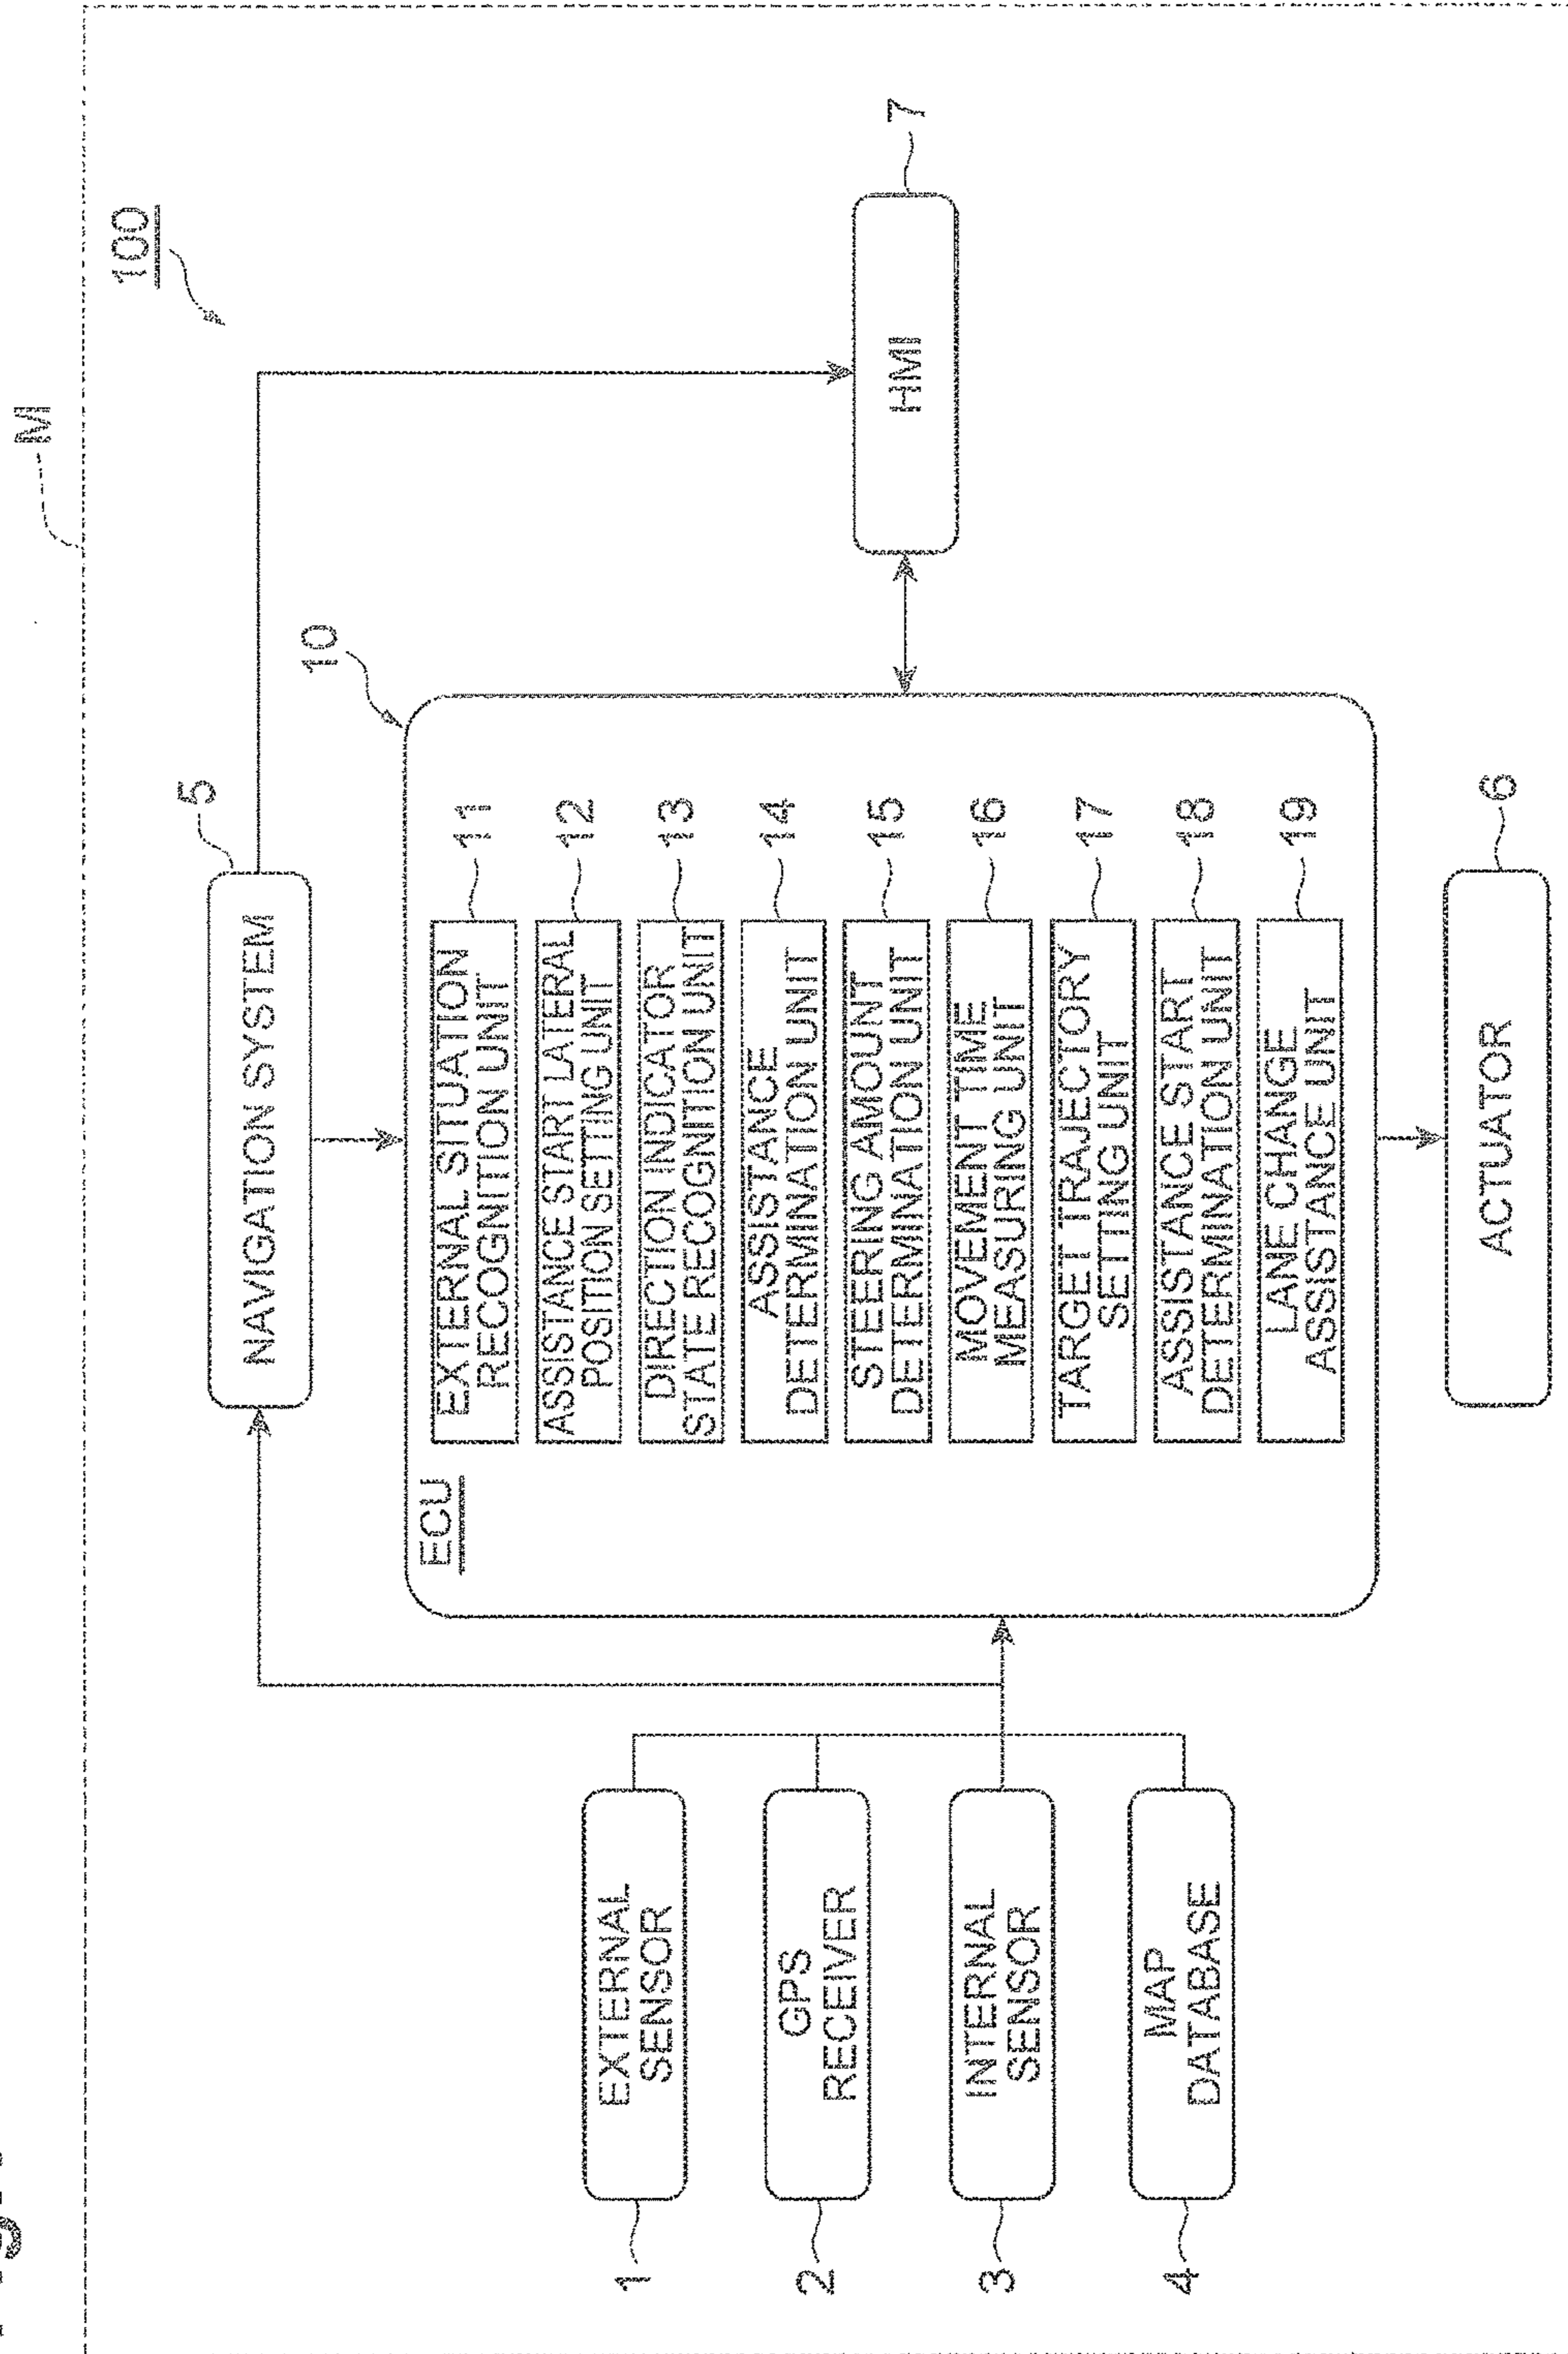 M
100
NAVIGATION SYSTEM
5
10
ECU
EXTERNAL SITUATION
RECOGNITION UNIT
11
ASSISTANCE START LATERAL
POSITION SETTING UNIT
12
DIRECTION INDICATOR
STATE RECOGNITION UNIT
13
ASSISTANCE
DETERMINATION UNIT
14
STEERING AMOUNT
DETERMINATION UNIT
15
MOVEMENT TIME
MEASURING UNIT
16
TARGET TRAJECTORY
SETTING UNIT
17
ASSISTANCE START
DETERMINATION UNIT
18
LANE CHANGE
ASSISTANCE UNIT
19
1
EXTERNAL
SENSOR
2
GPS
RECEIVER
3
INTERNAL
SENSOR
4
MAP
DATABASE
HMI
7
ACTUATOR
6